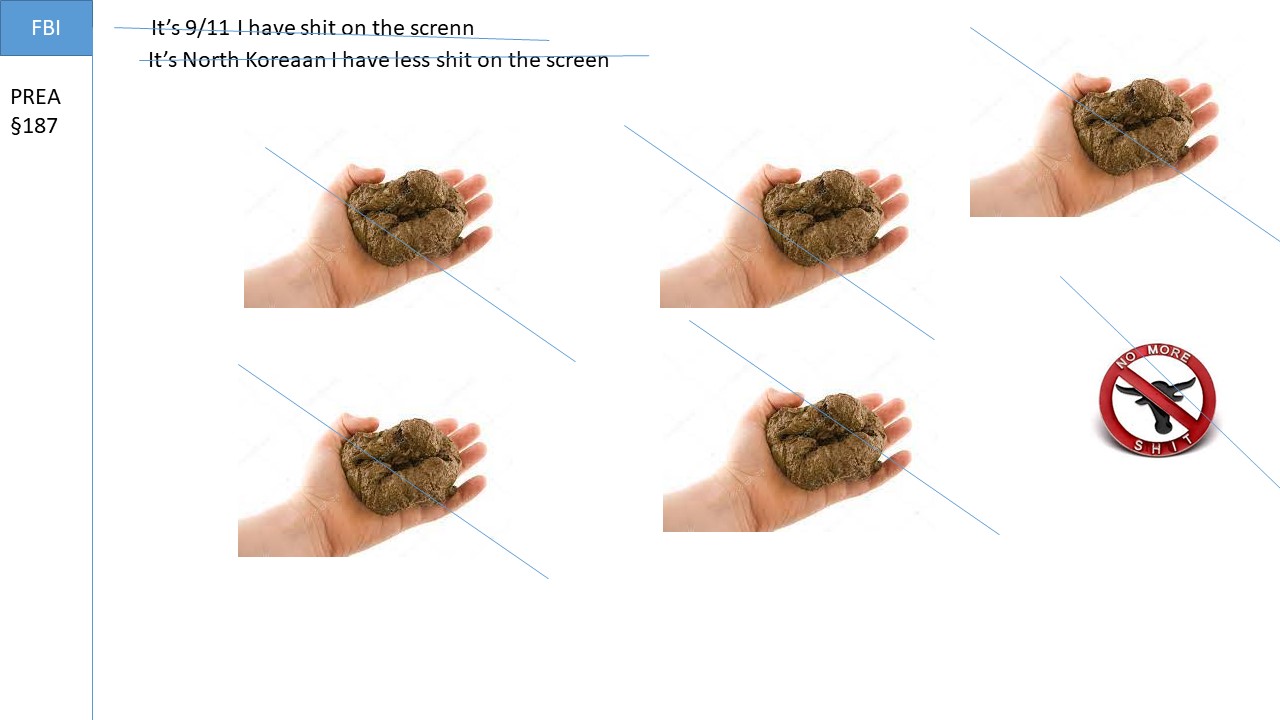 FBI
It’s 9/11 I have shit on the screnn
It’s North Koreaan I have less shit on the screen
PREA
§187
NO MORE
SHIT